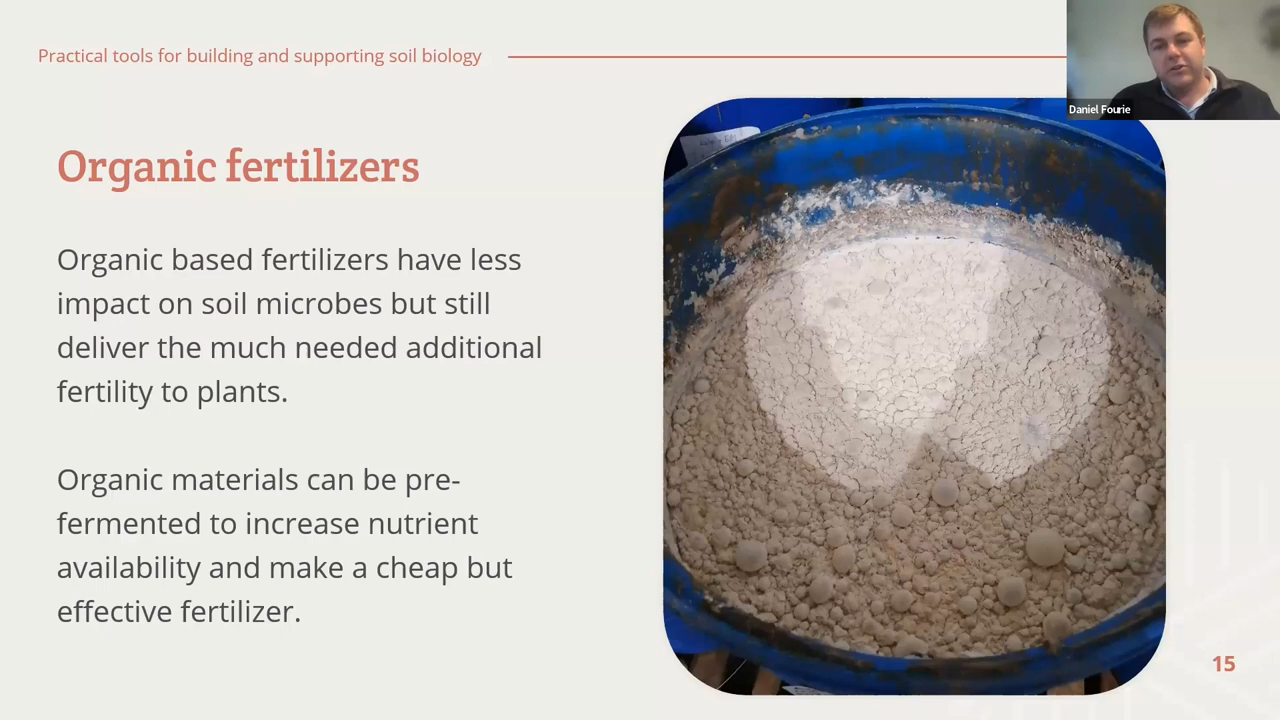 Practical tools for building and supporting soil biology
Daniel Fourie
Organic fertilizers
Organic based fertilizers have less
impact on soil microbes but still
deliver the much needed additional
fertility to plants.
Organic materials can be pre-
fermented to increase nutrient
availability and make a cheap but
effective fertilizer.
15